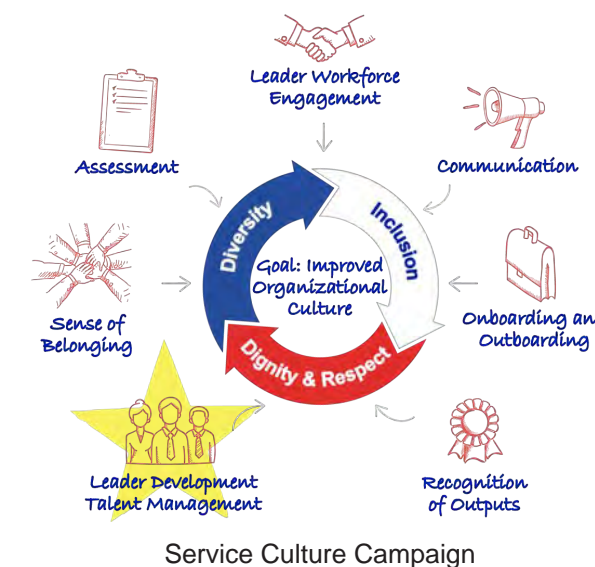 Leader Workforce
Engagement
Assessment
Communication
Diversity
Inclusion
Goal: Improved
Organizational
Culture
Sense of
Belonging
Onboarding an
Outboarding
Dignity & Respect
Leader Development
Talent Management
Recognition
of Outputs
Service Culture Campaign